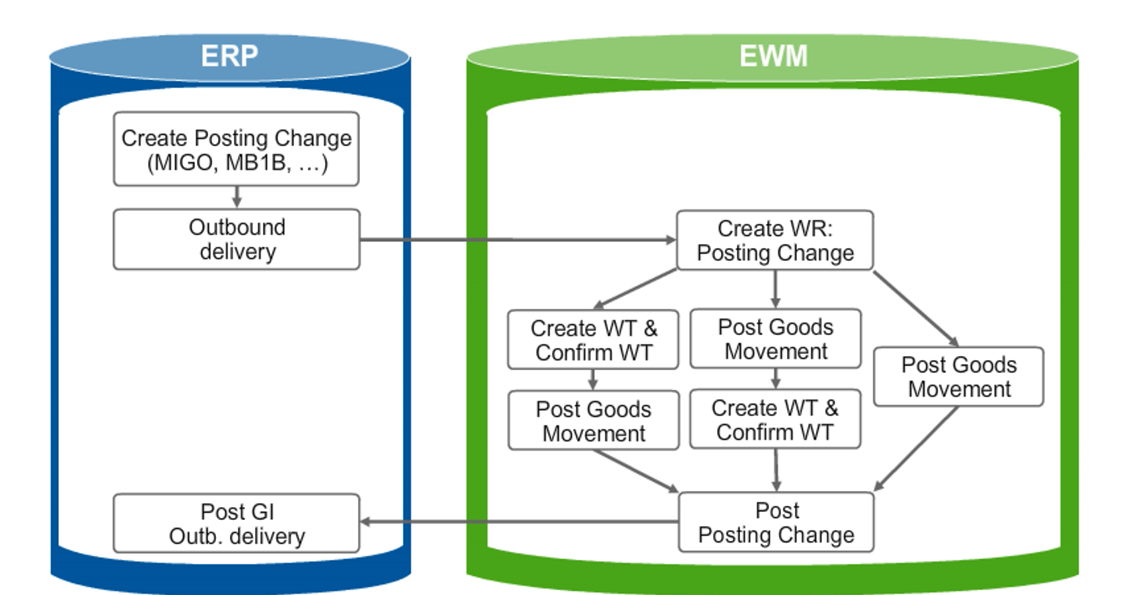 ERP
Create Posting Change
(MIGO, MB1B, …)
Outbound
delivery
Post GI
Outb. delivery
EWM
Create WR:
Posting Change
Create WT &
Confirm WT
Post Goods
Movement
Post Goods
Movement
Create WT &
Confirm WT
Post Goods
Movement
Post
Posting Change